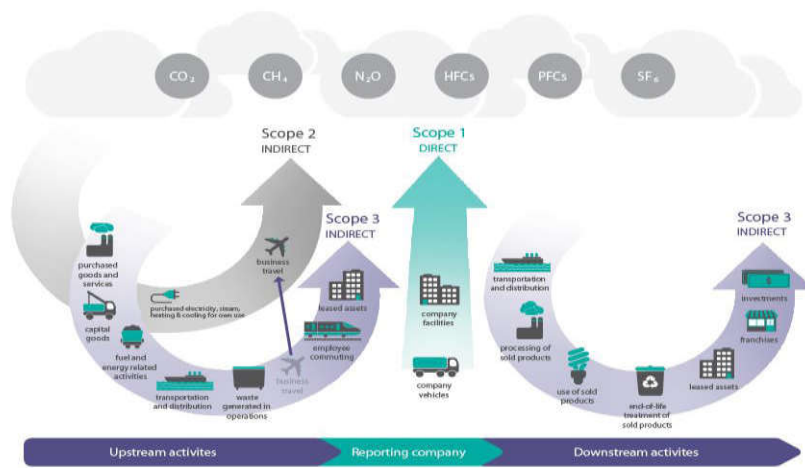 CO₂
CH₄
N₂O
HFCs
PFCs
SF₆
Scope 2
INDIRECT
Scope 1
DIRECT
Scope 3
INDIRECT
Scope 3
INDIRECT
purchased
goods and
services
capital
goods
fuel and
energy related
activities
purchased electricity, steam,
heating & cooling for own use
transportation
and distribution
waste
generated in
operations
business
travel
business
travel
employee
commuting
leased assets
company
facilities
company
vehicles
transportation
and distribution
processing of
sold products
use of sold
products
end-of-life
treatment of
sold products
leased assets
franchises
investments
Upstream activites
Reporting company
Downstream activites